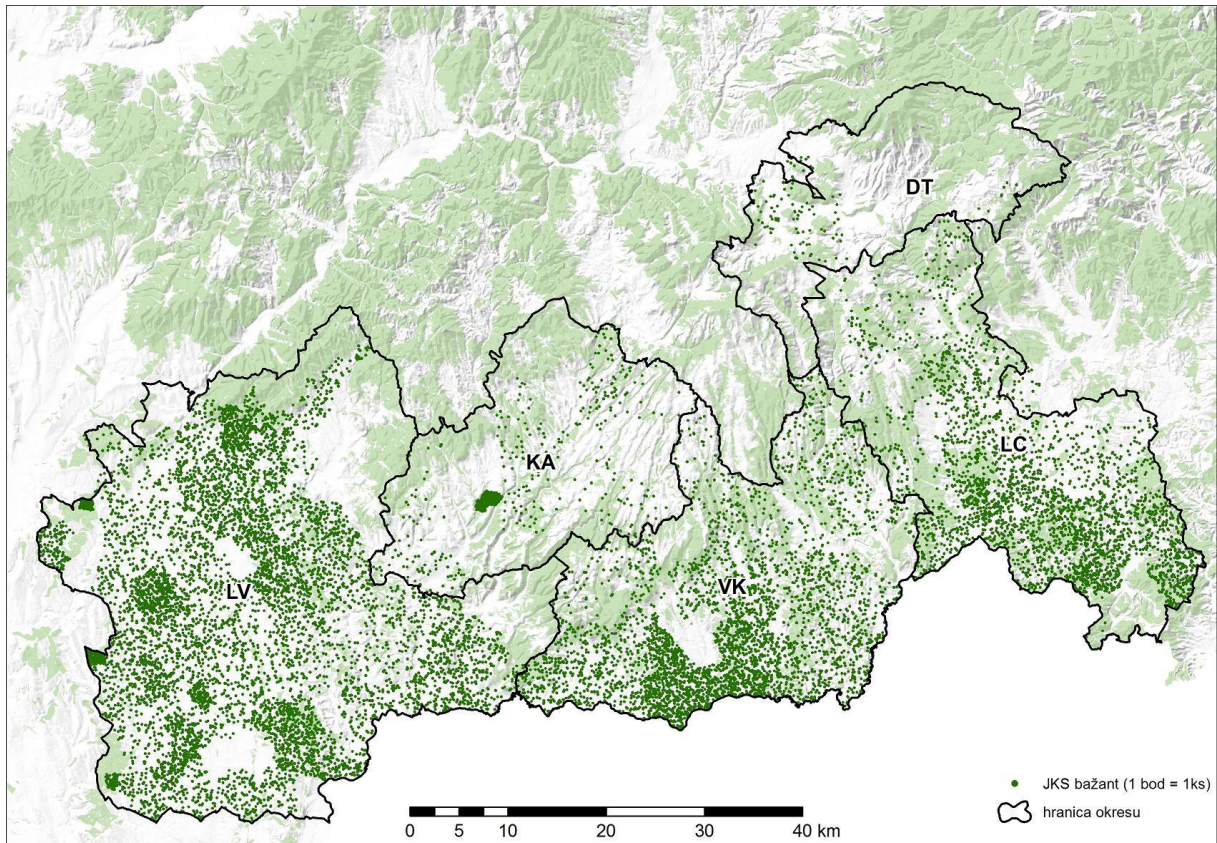 DT
LC
KA
VK
LV
JKS bažant (1 bod = 1ks)
hranica okresu
0 5 10 20 30 40 km